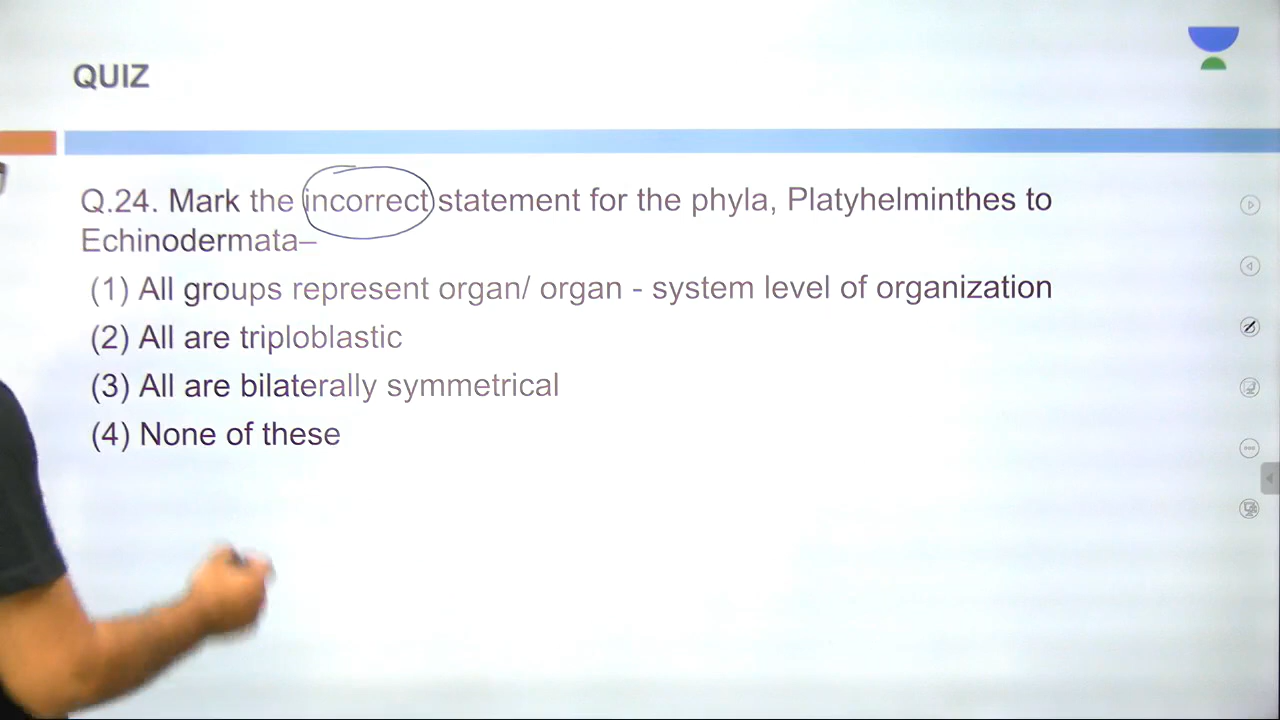 QUIZ
Q.24. Mark the incorrect statement for the phyla, Platyhelminthes to
Echinodermata–
(1) All groups represent organ/ organ - system level of organization
(2) All are triploblastic
(3) All are bilaterally symmetrical
(4) None of these